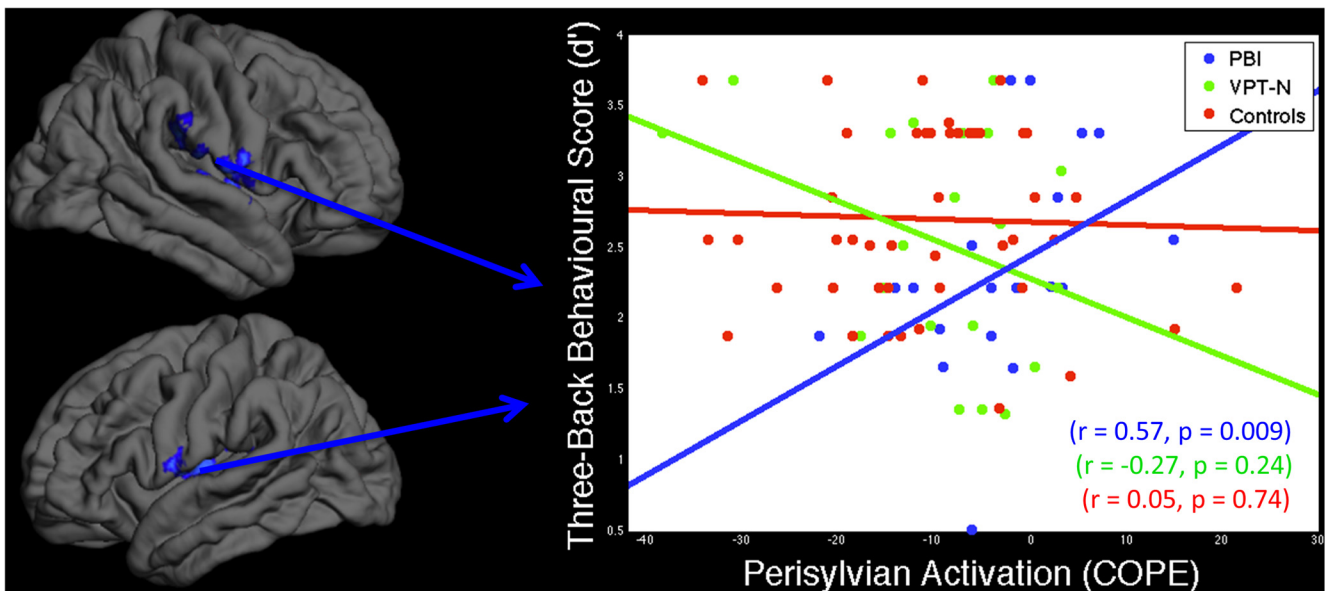 Three-Back Behavioural Score (d')
4
3.5
3
2.5
2
1.5
1
0.5
-40 -30 -20 -10 0 10 20 30
Perisylvian Activation (COPE)
PBI
VPT-N
Controls
(r = 0.57, p = 0.009)
(r = -0.27, p = 0.24)
(r = 0.05, p = 0.74)